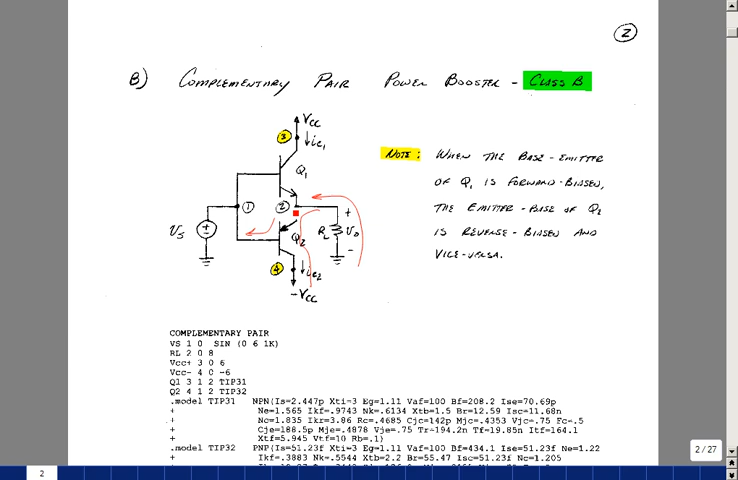 2
B) COMPLEMENTARY PAIR POWER BOOSTER - CLASS B
VCC
3
ic1
NOTE: WHEN THE BASE-EMITTER
Q1
OF Q1 IS FORWARD-BIASED,
1
2
+
THE EMITTER-BASE OF Q2
VS
+
-
Q2
RL
VO
IS REVERSE-BIASED AND
-
VICE-VERSA.
4
ic2
-VCC
COMPLEMENTARY PAIR
VS 1 0 SIN (0 6 1K)
RL 2 0 8
Vcc+ 3 0 6
Vcc- 4 0 -6
Q1 3 1 2 TIP31
Q2 4 1 2 TIP32
.model TIP31 NPN(Is=2.447p Xti=3 Eg=1.11 Vaf=100 Bf=208.2 Ise=70.69p
+ Ne=1.565 Ikf=.9743 Nk=.6134 Xtb=1.5 Br=12.59 Isc=11.68n
+ Nc=1.835 Ikr=3.86 Rc=.4685 Cjc=142p Mjc=.4353 Vjc=.75 Fc=.5
+ Cje=188.5p Mje=.4878 Vje=.75 Tr=194.2n Tf=19.85n Itf=164.1
+ Xtf=5.945 Vtf=10 Rb=.1)
.model TIP32 PNP(Is=51.23f Xti=3 Eg=1.11 Vaf=100 Bf=434.1 Ise=51.23f Ne=1.22
+ Ikf=.3883 Nk=.5544 Xtb=2.2 Br=55.47 Isc=51.23f Nc=1.205
2 / 27
2